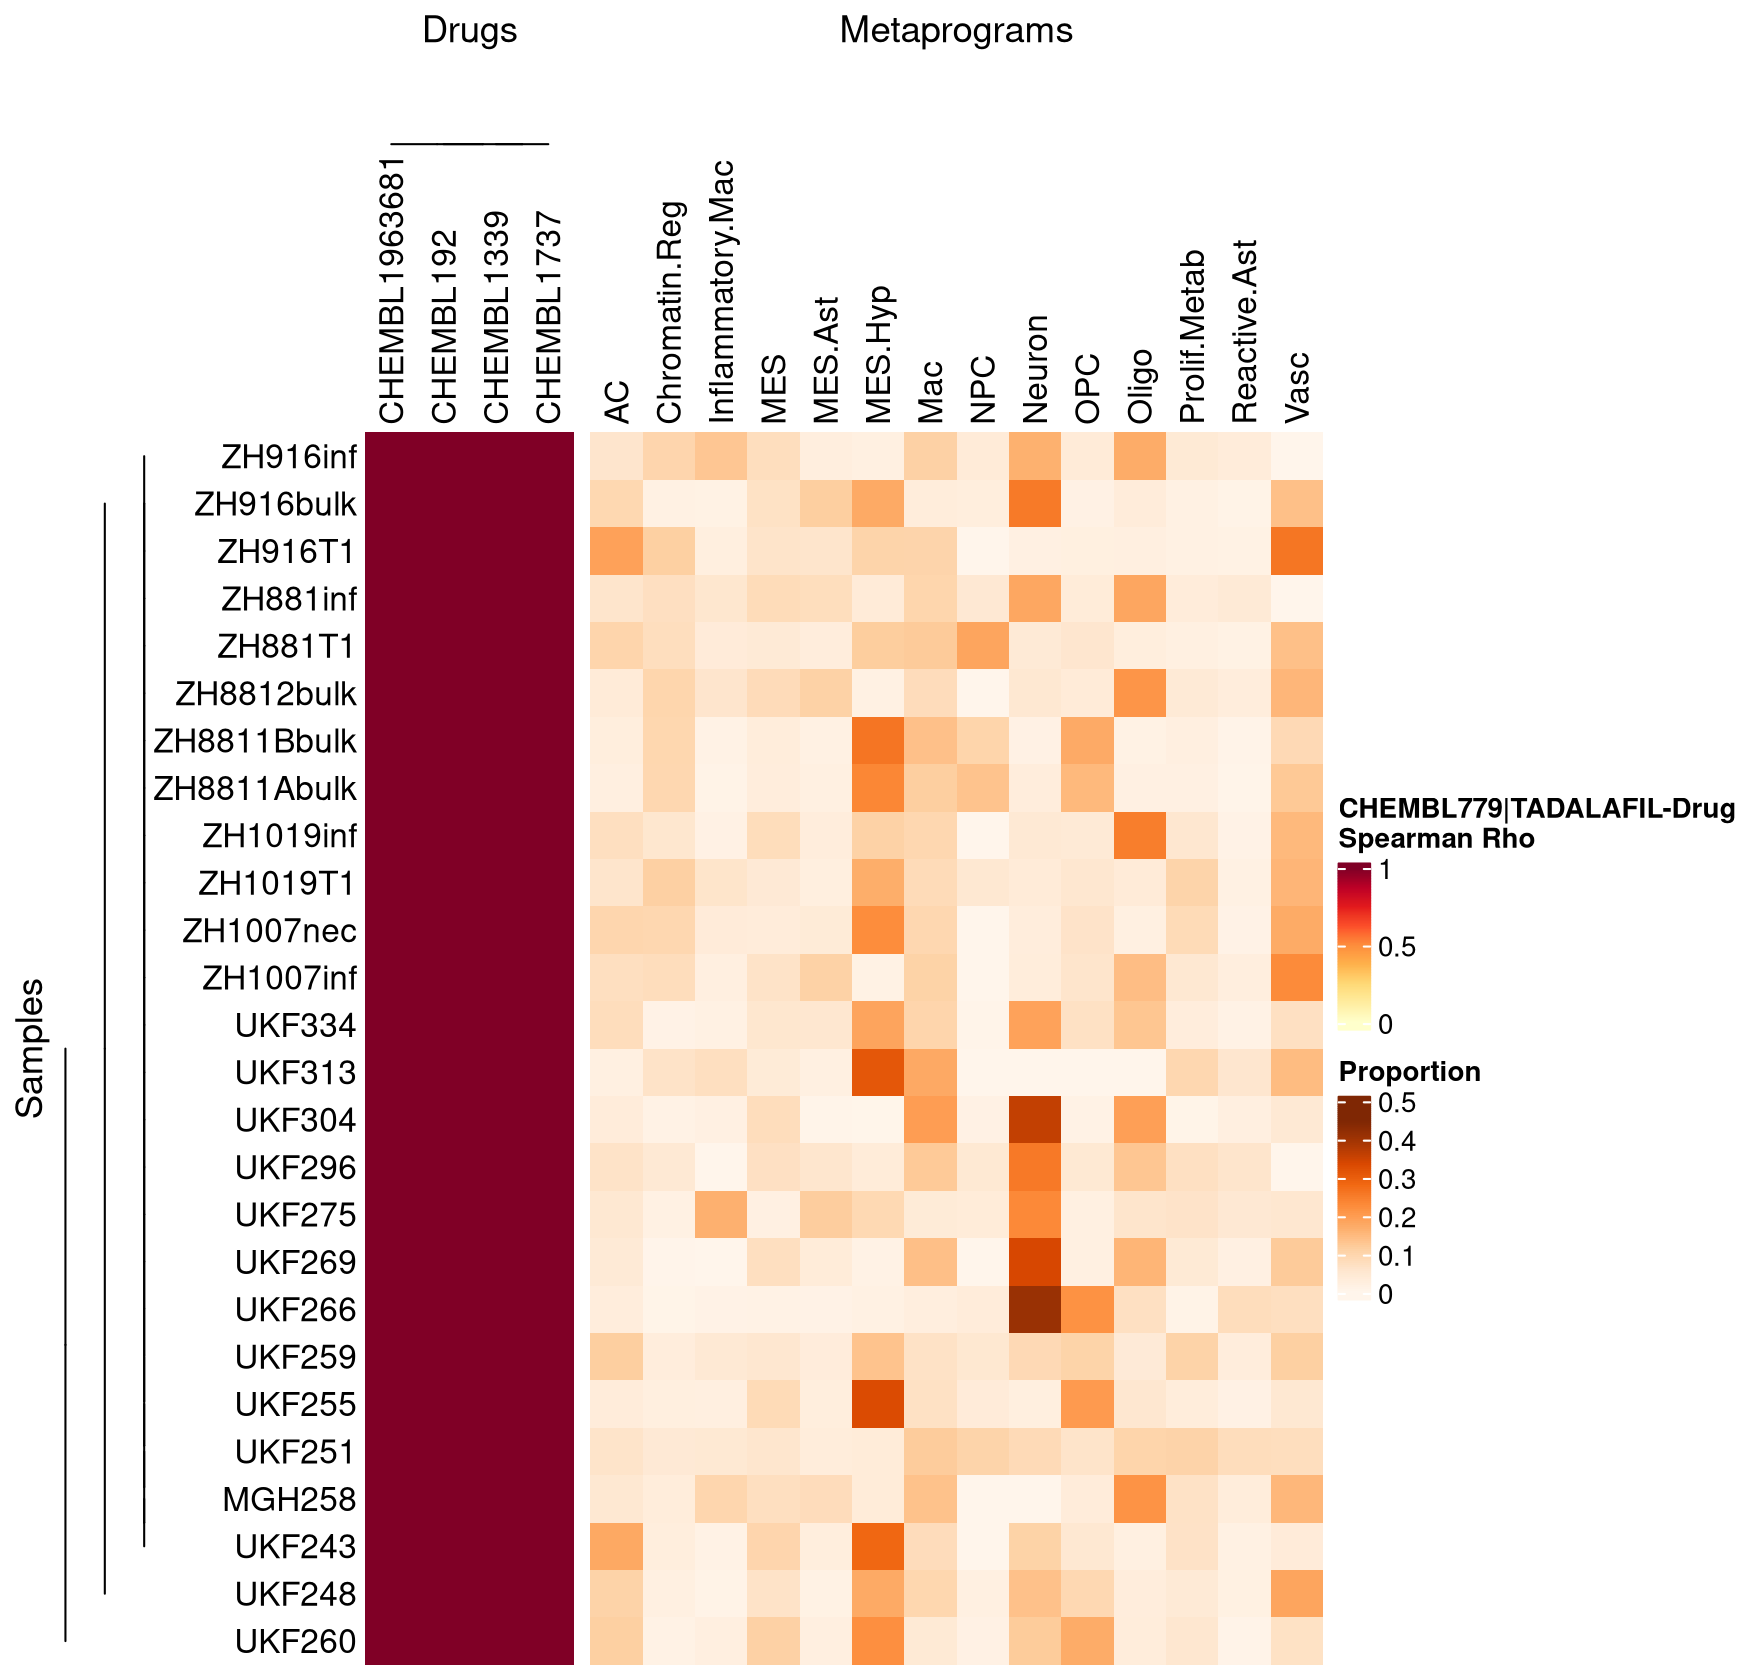 Drugs
Metaprograms
CHEMBL1963681
CHEMBL192
CHEMBL1339
CHEMBL1737
AC
Chromatin.Reg
Inflammatory.Mac
MES
MES.Ast
MES.Hyp
Mac
NPC
Neuron
OPC
Oligo
Prolif.Metab
Reactive.Ast
Vasc
Samples
ZH916inf
ZH916bulk
ZH916T1
ZH881inf
ZH881T1
ZH8812bulk
ZH8811Bbulk
ZH8811Abulk
ZH1019inf
ZH1019T1
ZH1007nec
ZH1007inf
UKF334
UKF313
UKF304
UKF296
UKF275
UKF269
UKF266
UKF259
UKF255
UKF251
MGH258
UKF243
UKF248
UKF260
CHEMBL779|TADALAFIL-Drug
Spearman Rho
1
0.5
0
Proportion
0.5
0.4
0.3
0.2
0.1
0